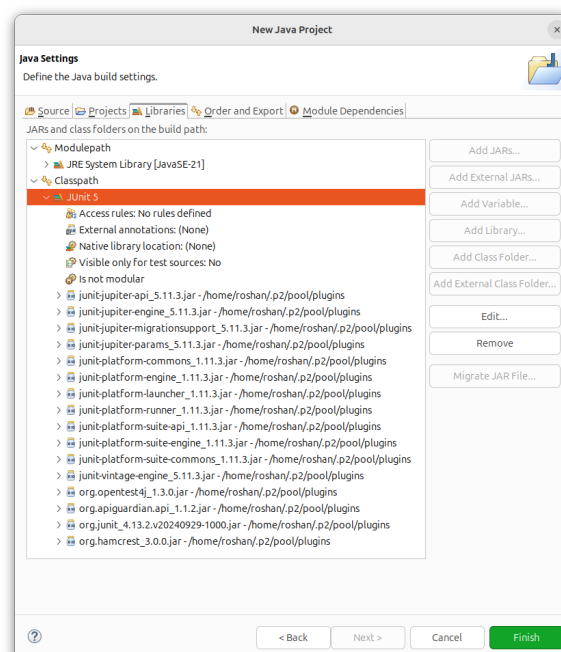 New Java Project
Java Settings
Define the Java build settings.
Source Projects Libraries Order and Export Module Dependencies
JARs and class folders on the build path:
Modulepath
JRE System Library [JavaSE-21]
Classpath
JUnit 5
Access rules: No rules defined
External annotations: (None)
Native library location: (None)
Visible only for test sources: No
Is not modular
junit-jupiter-api_5.11.3.jar - /home/roshan/.p2/pool/plugins
junit-jupiter-engine_5.11.3.jar - /home/roshan/.p2/pool/plugins
junit-jupiter-migrationsupport_5.11.3.jar - /home/roshan/.p2/pool/plugins
junit-jupiter-params_5.11.3.jar - /home/roshan/.p2/pool/plugins
junit-platform-commons_1.11.3.jar - /home/roshan/.p2/pool/plugins
junit-platform-engine_1.11.3.jar - /home/roshan/.p2/pool/plugins
junit-platform-launcher_1.11.3.jar - /home/roshan/.p2/pool/plugins
junit-platform-runner_1.11.3.jar - /home/roshan/.p2/pool/plugins
junit-platform-suite-api_1.11.3.jar - /home/roshan/.p2/pool/plugins
junit-platform-suite-engine_1.11.3.jar - /home/roshan/.p2/pool/plugins
junit-platform-suite-commons_1.11.3.jar - /home/roshan/.p2/pool/plugins
junit-vintage-engine_5.11.3.jar - /home/roshan/.p2/pool/plugins
org.opentest4j_1.3.0.jar - /home/roshan/.p2/pool/plugins
org.apiguardian.api_1.1.2.jar - /home/roshan/.p2/pool/plugins
org.junit_4.13.2.v20240929-1000.jar - /home/roshan/.p2/pool/plugins
org.hamcrest_3.0.0.jar - /home/roshan/.p2/pool/plugins
Add JARs...
Add External JARs...
Add Variable...
Add Library...
Add Class Folder...
Add External Class Folder...
Edit...
Remove
Migrate JAR File...
< Back
Next >
Cancel
Finish